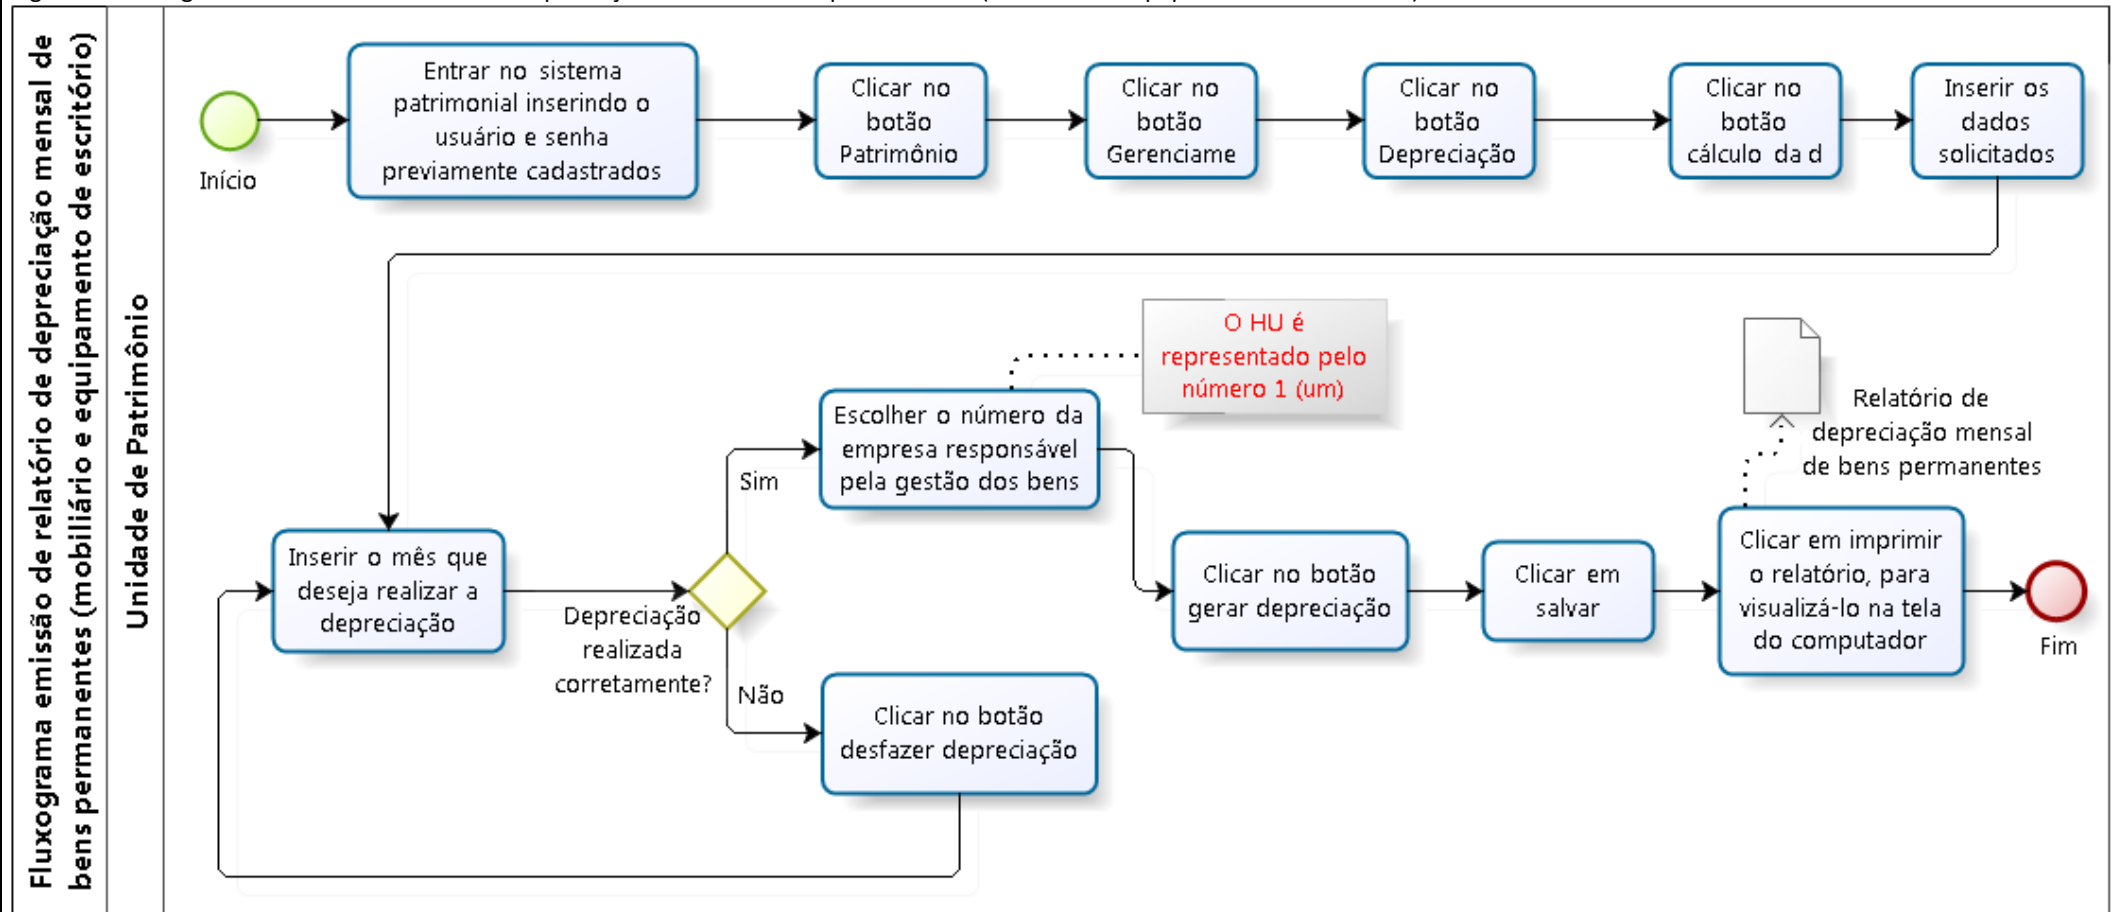 Fluxograma emissão de relatório de depreciação mensal de
bens permanentes (mobiliário e equipamento de escritório)
Unidade de Patrimônio
Início
Entrar no sistema
patrimonial inserindo o
usuário e senha
previamente cadastrados
Clicar no
botão
Patrimônio
Clicar no
botão
Gerenciame
Clicar no
botão
Depreciação
Clicar no
botão
cálculo da d
Inserir os
dados
solicitados
Inserir o mês que
deseja realizar a
depreciação
Depreciação
realizada
corretamente?
Sim
Não
Escolher o número da
empresa responsável
pela gestão dos bens
O HU é
representado pelo
número 1 (um)
Clicar no botão
desfazer depreciação
Clicar no botão
gerar depreciação
Clicar em
salvar
Clicar em imprimir
o relatório, para
visualizá-lo na tela
do computador
Relatório de
depreciação mensal
de bens permanentes
Fim